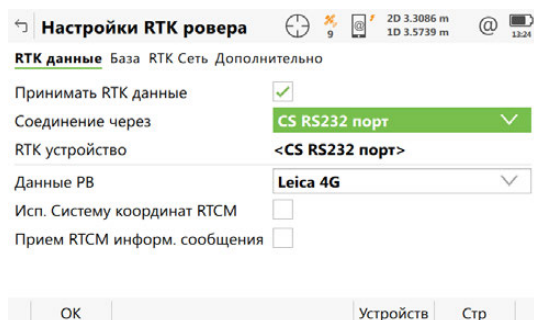 Настройки RTK ровера 9 @ 2D 3.3086 m @
1D 3.5739 m 13:24
RTK данные База RTK Сеть Дополнительно
Принимать RTK данные
Соединение через CS RS232 порт
RTK устройство <CS RS232 порт>
Данные РВ Leica 4G
Исп. Систему координат RTCM
Прием RTCM информ. сообщения
OK Устройств Стр